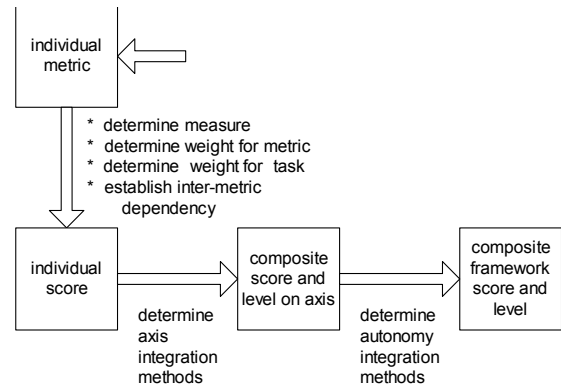 individual
metric
* determine measure
* determine weight for metric
* determine weight for task
* establish inter-metric
dependency
individual
score
composite
score and
level on axis
composite
framework
score and
level
determine
axis
integration
methods
determine
autonomy
integration
methods